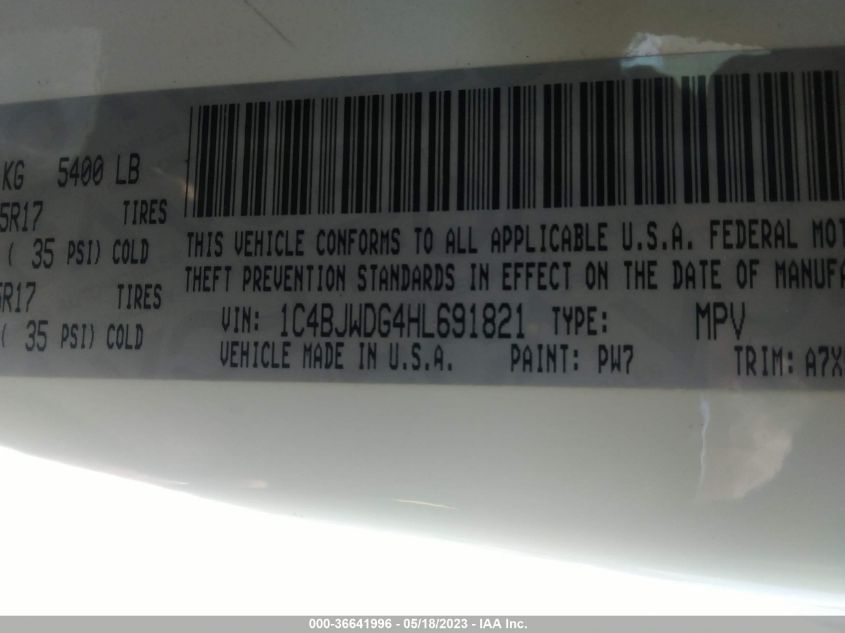 KG 5400 LB
5R17 TIRES
( 35 PSI) COLD
5R17 TIRES
( 35 PSI) COLD
THIS VEHICLE CONFORMS TO ALL APPLICABLE U.S.A. FEDERAL MOT
THEFT PREVENTION STANDARDS IN EFFECT ON THE DATE OF MANUFA
VIN: 1C4BJWDG4HL691821 TYPE: MPV
VEHICLE MADE IN U.S.A. PAINT: PW7 TRIM: A7X
000-36641996 - 05/18/2023 - IAA Inc.